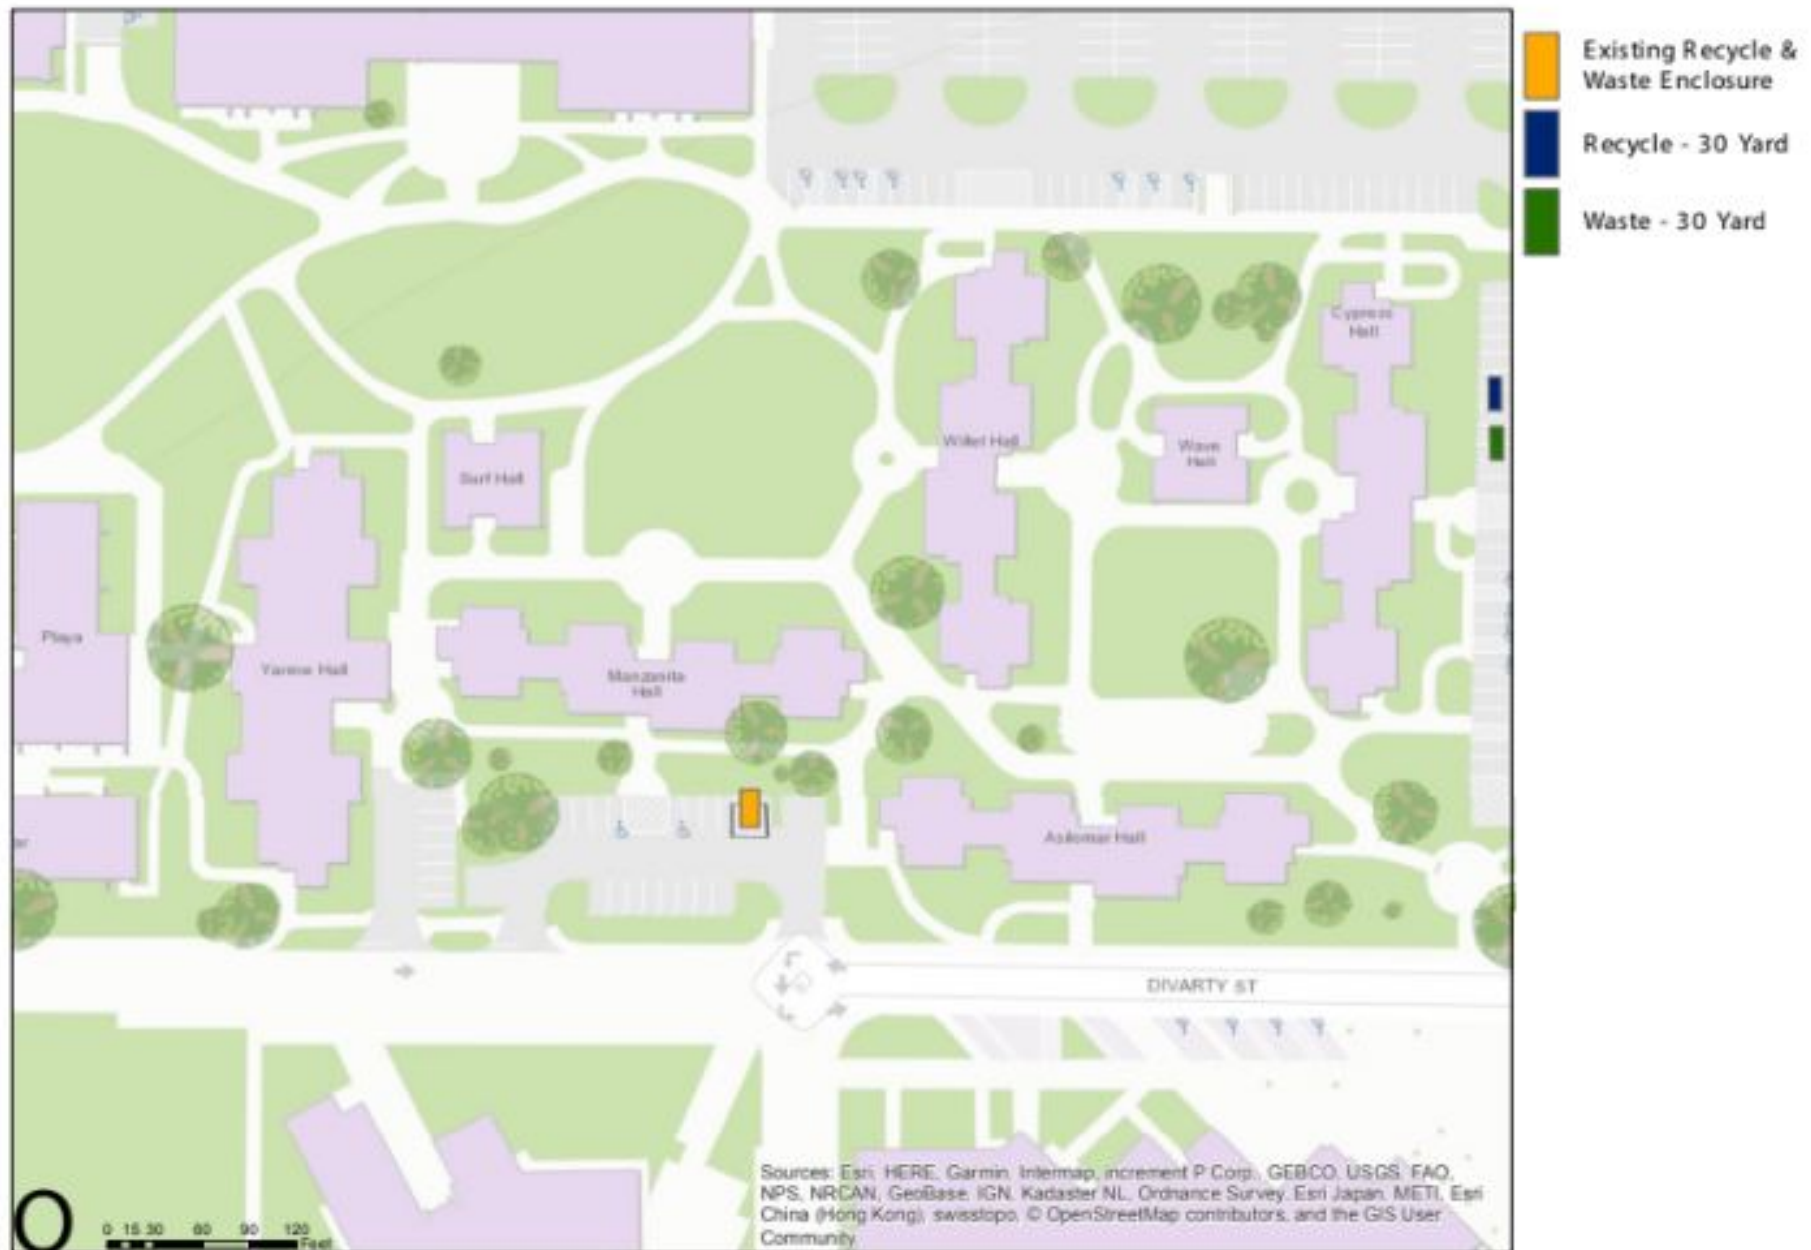 Existing Recycle &
Waste Enclosure
Recycle - 30 Yard
Waste - 30 Yard
Cypress
Hall
Willet Hall
Wave
Hall
Surf Hall
Playa
Yarrow Hall
Manzanita
Hall
Asilomar Hall
DIVARTY ST
Sources: Esri, HERE, Garmin, Intermap, increment P Corp., GEBCO, USGS, FAO,
NPS, NRCAN, GeoBase, IGN, Kadaster NL, Ordnance Survey, Esri Japan, METI, Esri
China (Hong Kong), swisstopo, © OpenStreetMap contributors, and the GIS User
Community
O
0 15 30 60 90 120
Feet